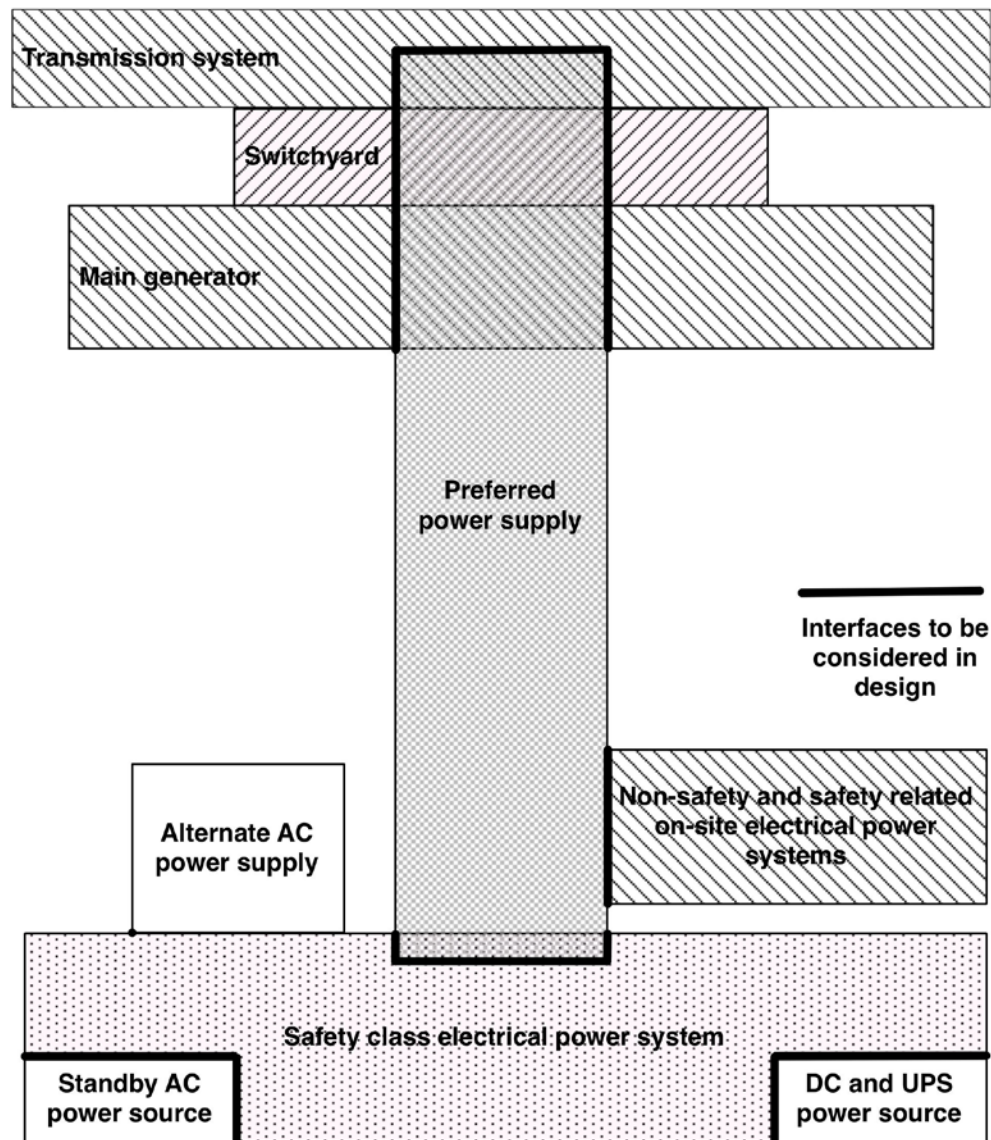 Transmission system
Switchyard
Main generator
Preferred
power supply
Interfaces to be
considered in
design
Non-safety and safety related
on-site electrical power
systems
Alternate AC
power supply
Safety class electrical power system
Standby AC
power source
DC and UPS
power source